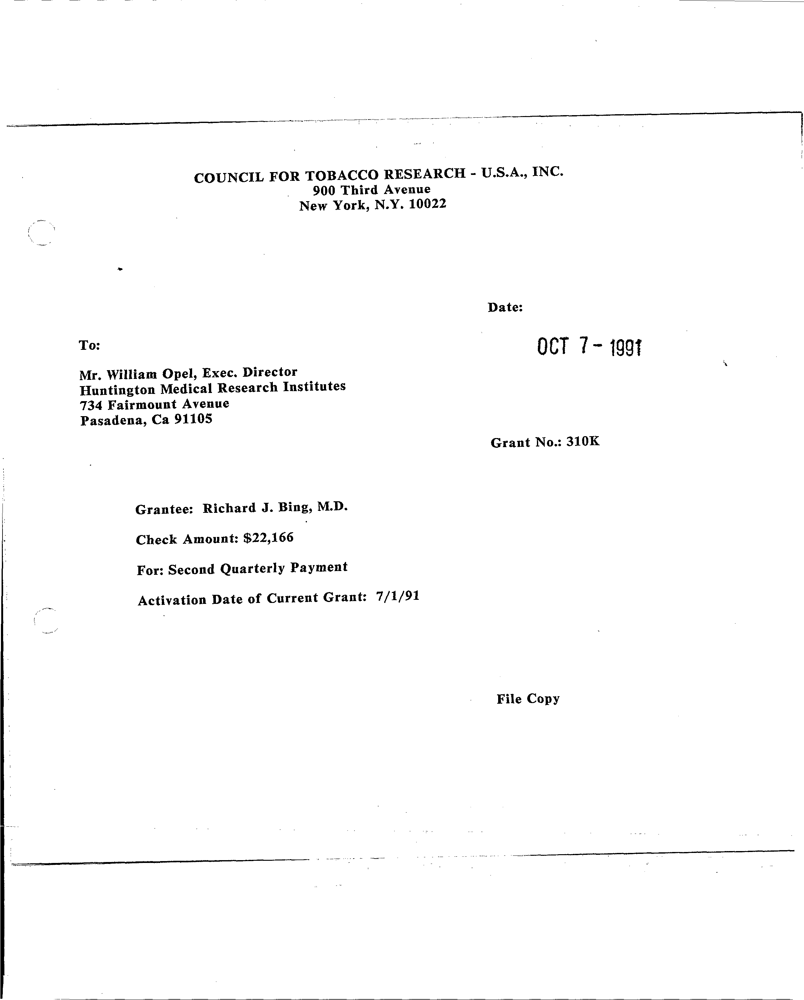 COUNCIL FOR TOBACCO RESEARCH - U.S.A., INC.
900 Third Avenue
New York, N.Y. 10022
Date:
To:
OCT 7 - 1991
Mr. William Opel, Exec. Director
Huntington Medical Research Institutes
734 Fairmount Avenue
Pasadena, Ca 91105
Grant No.: 310K
Grantee: Richard J. Bing, M.D.
Check Amount: $22,166
For: Second Quarterly Payment
Activation Date of Current Grant: 7/1/91
File Copy